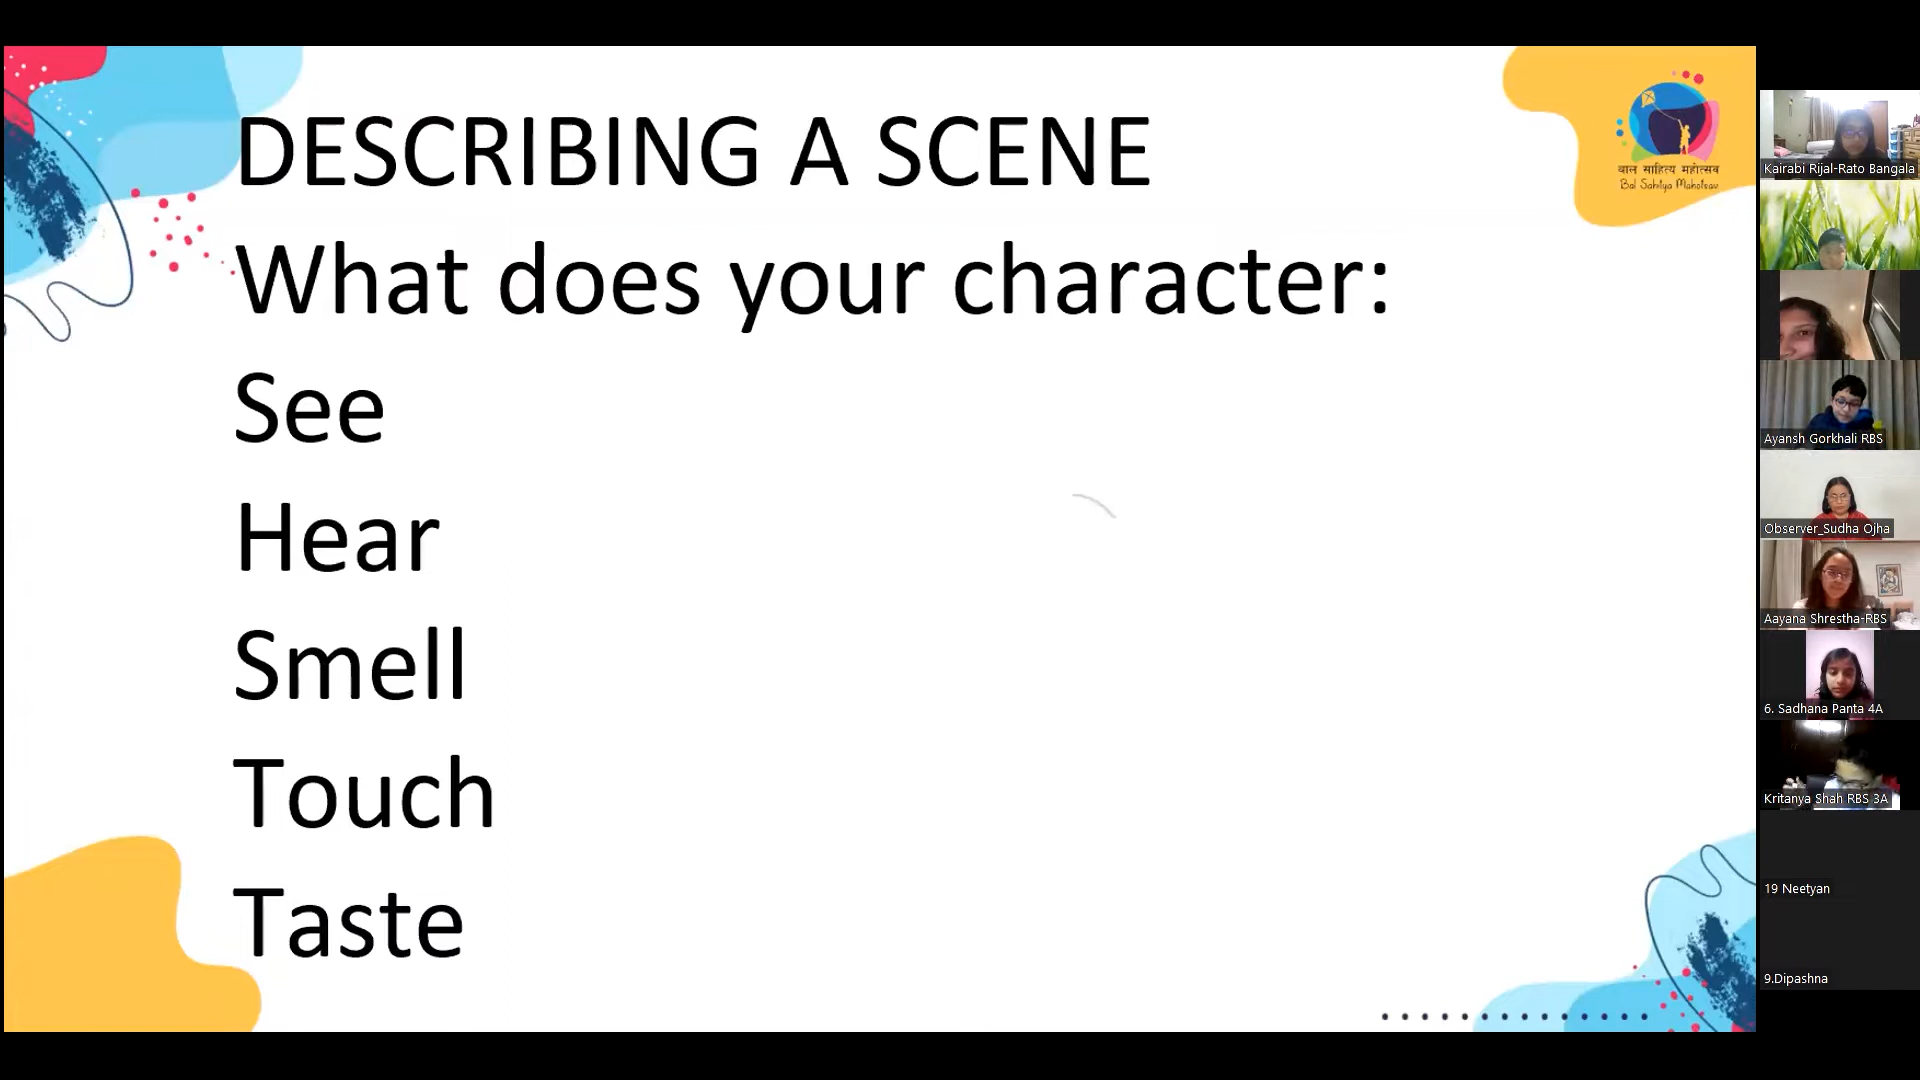 DESCRIBING A SCENE
What does your character:
See
Hear
Smell
Touch
Taste
बाल साहित्य महोत्सव
Bal Sahitya Mahotsav
Kairabi Rijal-Rato Bangala
Ayansh Gorkhali RBS
Observer_Sudha Ojha
Aayana Shrestha-RBS
6. Sadhana Panta 4A
Kritanya Shah RBS 3A
19 Neetyan
9.Dipashna